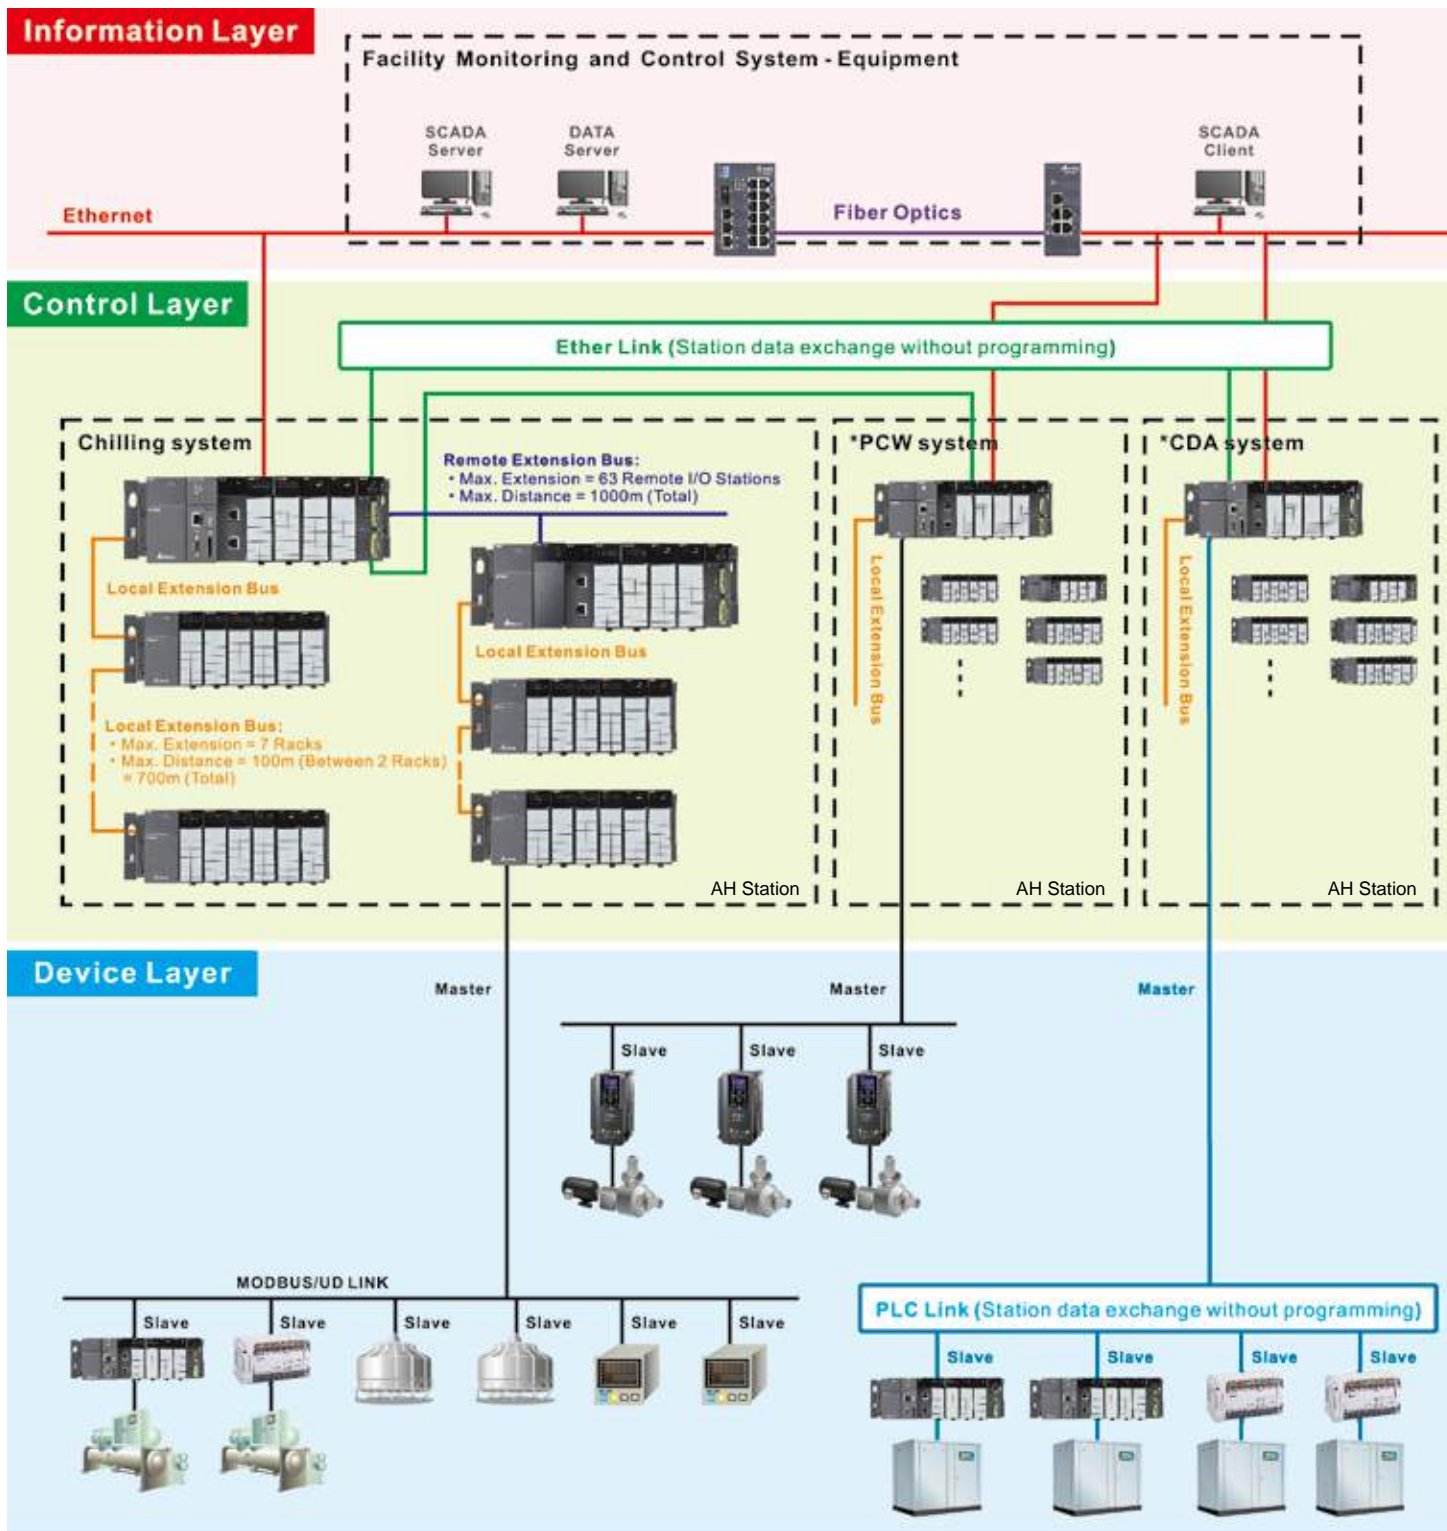 Information Layer
Facility Monitoring and Control System - Equipment
SCADA
Server
DATA
Server
SCADA
Client
Ethernet
Fiber Optics
Control Layer
Ether Link (Station data exchange without programming)
Chilling system
*PCW system
*CDA system
Remote Extension Bus:
• Max. Extension = 63 Remote I/O Stations
• Max. Distance = 1000m (Total)
Local Extension Bus
Local Extension Bus
Local Extension Bus
Local Extension Bus
Local Extension Bus:
• Max. Extension = 7 Racks
• Max. Distance = 100m (Between 2 Racks)
= 700m (Total)
AH Station
AH Station
AH Station
Device Layer
Master
Master
Master
Slave
Slave
Slave
MODBUS/UD LINK
Slave
Slave
Slave
Slave
Slave
Slave
PLC Link (Station data exchange without programming)
Slave
Slave
Slave
Slave